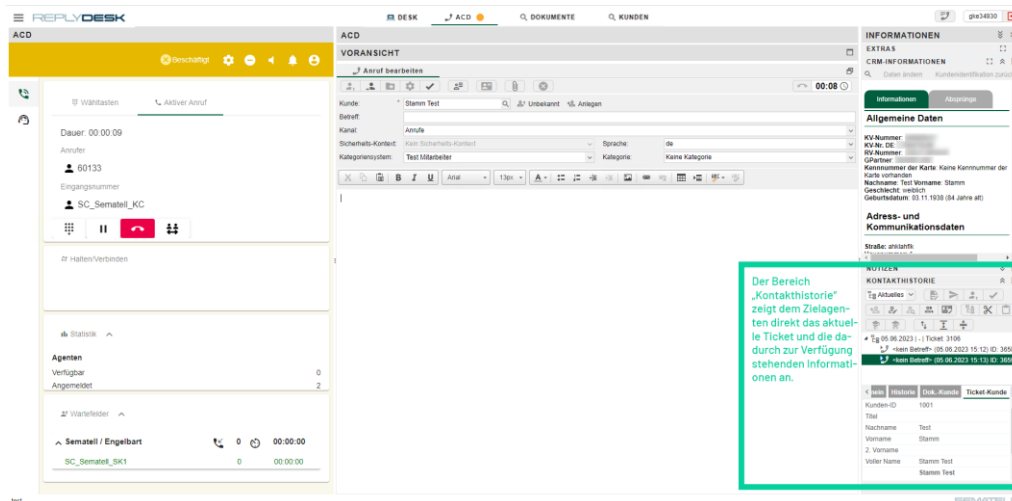 REPLYDESK
DESK
ACD
DOKUMENTE
KUNDEN
gke34930
ACD
Beschäftigt
Wähltasten
Aktiver Anruf
Dauer: 00:00:09
Anrufer
60133
Eingangsnummer
SC_Sematell_KC
Halten/Verbinden
Statistik
Agenten
Verfügbar 0
Angemeldet 2
Wartefelder
Sematell / Engelbart 0 00:00:00
SC_Sematell_SK1 0 00:00:00
ACD
VORANSICHT
Anruf bearbeiten
00:08
Kunde: * Stamm Test Unbekannt Anlegen
Betreff:
Kanal: Anrufe
Sicherheits-Kontext: Kein Sicherheits-Kontext Sprache: de
Kategoriensystem: Test Mitarbeiter Kategorie: Keine Kategorie
B I U Arial 13px A
Der Bereich
„Kontakthistorie“
zeigt dem Zielagen-
ten direkt das aktuel-
le Ticket und die da-
durch zur Verfügung
stehenden Informati-
onen an.
INFORMATIONEN
EXTRAS
CRM-INFORMATIONEN
Daten ändern Kundenidentifikation zurück
Informationen
Absprünge
Allgemeine Daten
KV-Nummer:
KV-Nr. DE:
RV-Nummer:
GPartner:
Kennnummer der Karte: Keine Kennnummer der
Karte vorhanden
Nachname: Test Vorname: Stamm
Geschlecht: weiblich
Geburtsdatum: 03.11.1938 (84 Jahre alt)
Adress- und
Kommunikationsdaten
Straße: ahklahflk
NOTIZEN
KONTAKTHISTORIE
Aktuelles
05.06.2023 | - | Ticket: 3106
<kein Betreff> (05.06.2023 15:12) ID: 365
<kein Betreff> (05.06.2023 15:13) ID: 365
Historie
Dok.-Kunde
Ticket-Kunde
Kunden-ID 1001
Titel
Nachname Test
Vorname Stamm
2. Vorname
Voller Name Stamm Test
Stamm Test